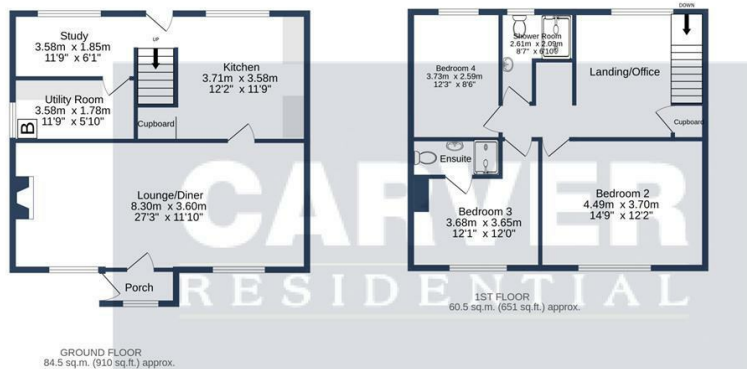 Study
3.58m x 1.85m
11'9" x 6'1"
UP
Kitchen
3.71m x 3.58m
12'2" x 11'9"
Utility Room
3.58m x 1.78m
11'9" x 5'10"
B
Cupboard
Lounge/Diner
8.30m x 3.60m
27'3" x 11'10"
Porch
GROUND FLOOR
84.5 sq.m. (910 sq.ft.) approx.
DOWN
Bedroom 4
3.73m x 2.59m
12'3" x 8'6"
Shower Room
2.61m x 2.09m
8'7" x 6'10"
Landing/Office
Cupboard
Ensuite
Bedroom 3
3.68m x 3.65m
12'1" x 12'0"
Bedroom 2
4.49m x 3.70m
14'9" x 12'2"
1ST FLOOR
60.5 sq.m. (651 sq.ft.) approx.
CARVER
RESIDENTIAL